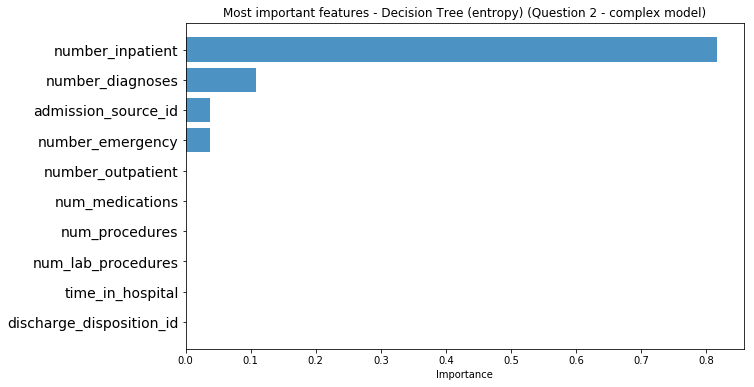 Most important features - Decision Tree (entropy) (Question 2 - complex model)
number_inpatient
number_diagnoses
admission_source_id
number_emergency
number_outpatient
num_medications
num_procedures
num_lab_procedures
time_in_hospital
discharge_disposition_id
0.0 0.1 0.2 0.3 0.4 0.5 0.6 0.7 0.8
Importance